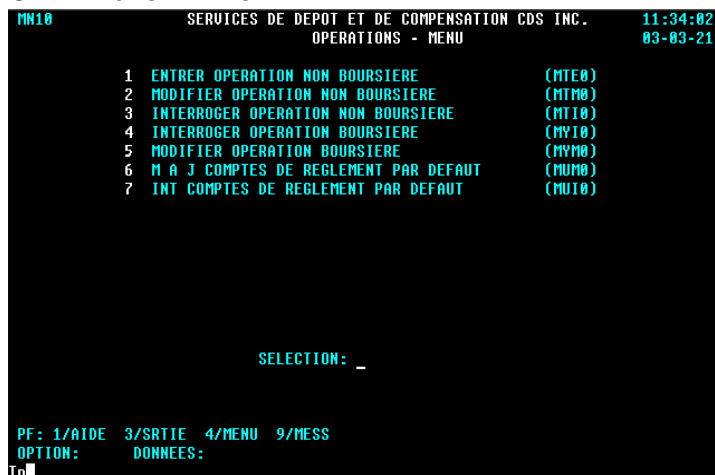 MN10 SERVICES DE DEPOT ET DE COMPENSATION CDS INC. 11:34:02
OPERATIONS - MENU 03-03-21
1 ENTRER OPERATION NON BOURSIERE (MTE0)
2 MODIFIER OPERATION NON BOURSIERE (MTM0)
3 INTERROGER OPERATION NON BOURSIERE (MTI0)
4 INTERROGER OPERATION BOURSIERE (MYI0)
5 MODIFIER OPERATION BOURSIERE (MYM0)
6 M A J COMPTES DE REGLEMENT PAR DEFAUT (MUM0)
7 INT COMPTES DE REGLEMENT PAR DEFAUT (MUI0)
SELECTION: _
PF: 1/AIDE 3/SRTIE 4/MENU 9/MESS
OPTION: DONNEES: